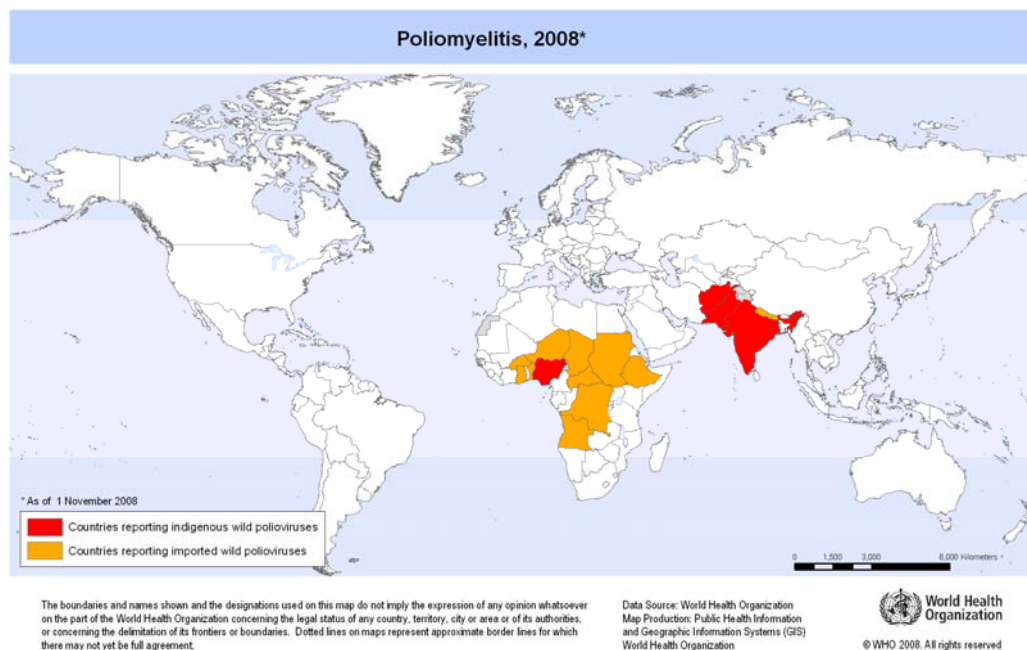 Poliomyelitis, 2008*
* As of 1 November 2008
Countries reporting indigenous wild polioviruses
Countries reporting imported wild polioviruses
0 1,500 3,000 6,000 Kilometers
The boundaries and names shown and the designations used on this map do not imply the expression of any opinion whatsoever
on the part of the World Health Organization concerning the legal status of any country, territory, city or area or of its authorities,
or concerning the delimitation of its frontiers or boundaries. Dotted lines on maps represent approximate border lines for which
there may not yet be full agreement.
Data Source: World Health Organization
Map Production: Public Health Information
and Geographic Information Systems (GIS)
World Health Organization
World Health
Organization
© WHO 2008. All rights reserved